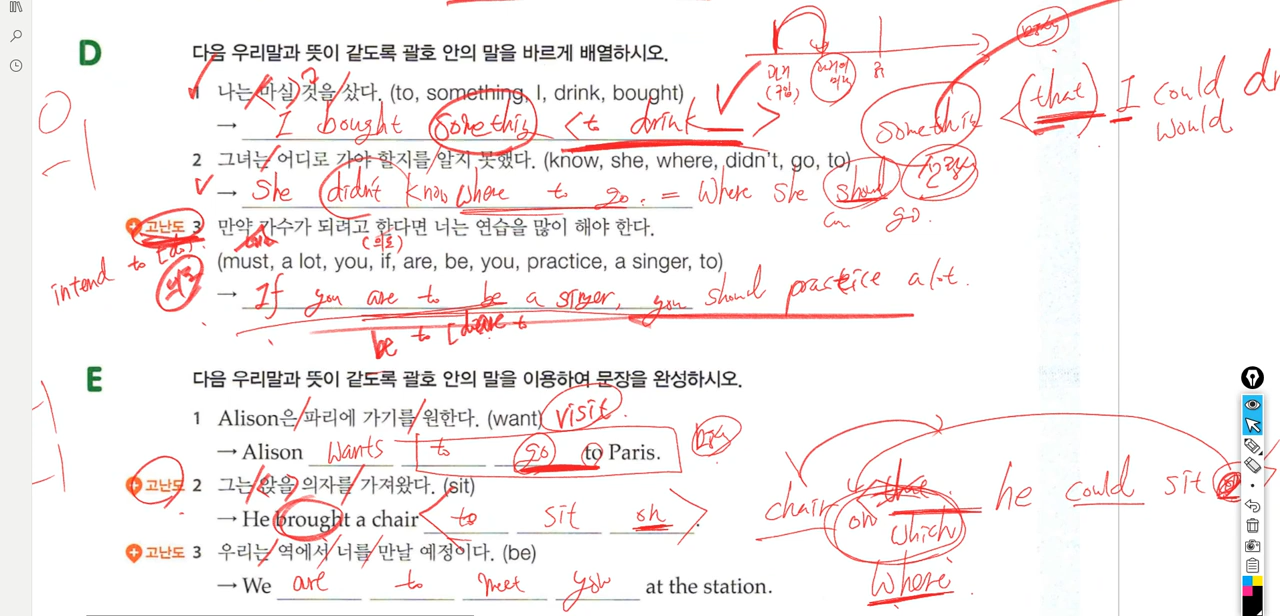 D 다음 우리말과 뜻이 같도록 괄호 안의 말을 바르게 배열하시오.
1 나는 마실 것을 샀다. (to, something, I, drink, bought)
→ I bought somethig <to drink>
somethig <(that) I could
would
2 그녀는 어디로 가야 할지를 알지 못했다. (know, she, where, didn't, go, to)
→ She didn't know where to go. = Where she should
can go.
고난도 3 만약 가수가 되려고 한다면 너는 연습을 많이 해야 한다.
(의도)
(must, a lot, you, if, are, be, you, practice, a singer, to)
intend to
→ If you are to be a singer, you should practice a lot.
be to
E 다음 우리말과 뜻이 같도록 괄호 안의 말을 이용하여 문장을 완성하시오.
1 Alison은 파리에 가기를 원한다. (want) visit.
→ Alison wants to go to Paris.
고난도 2 그는 앉을 의자를 가져왔다. (sit)
→ He brought a chair <to sit on>.
chair that he could sit on
on which
where
고난도 3 우리는 역에서 너를 만날 예정이다. (be)
→ We are to meet you at the station.